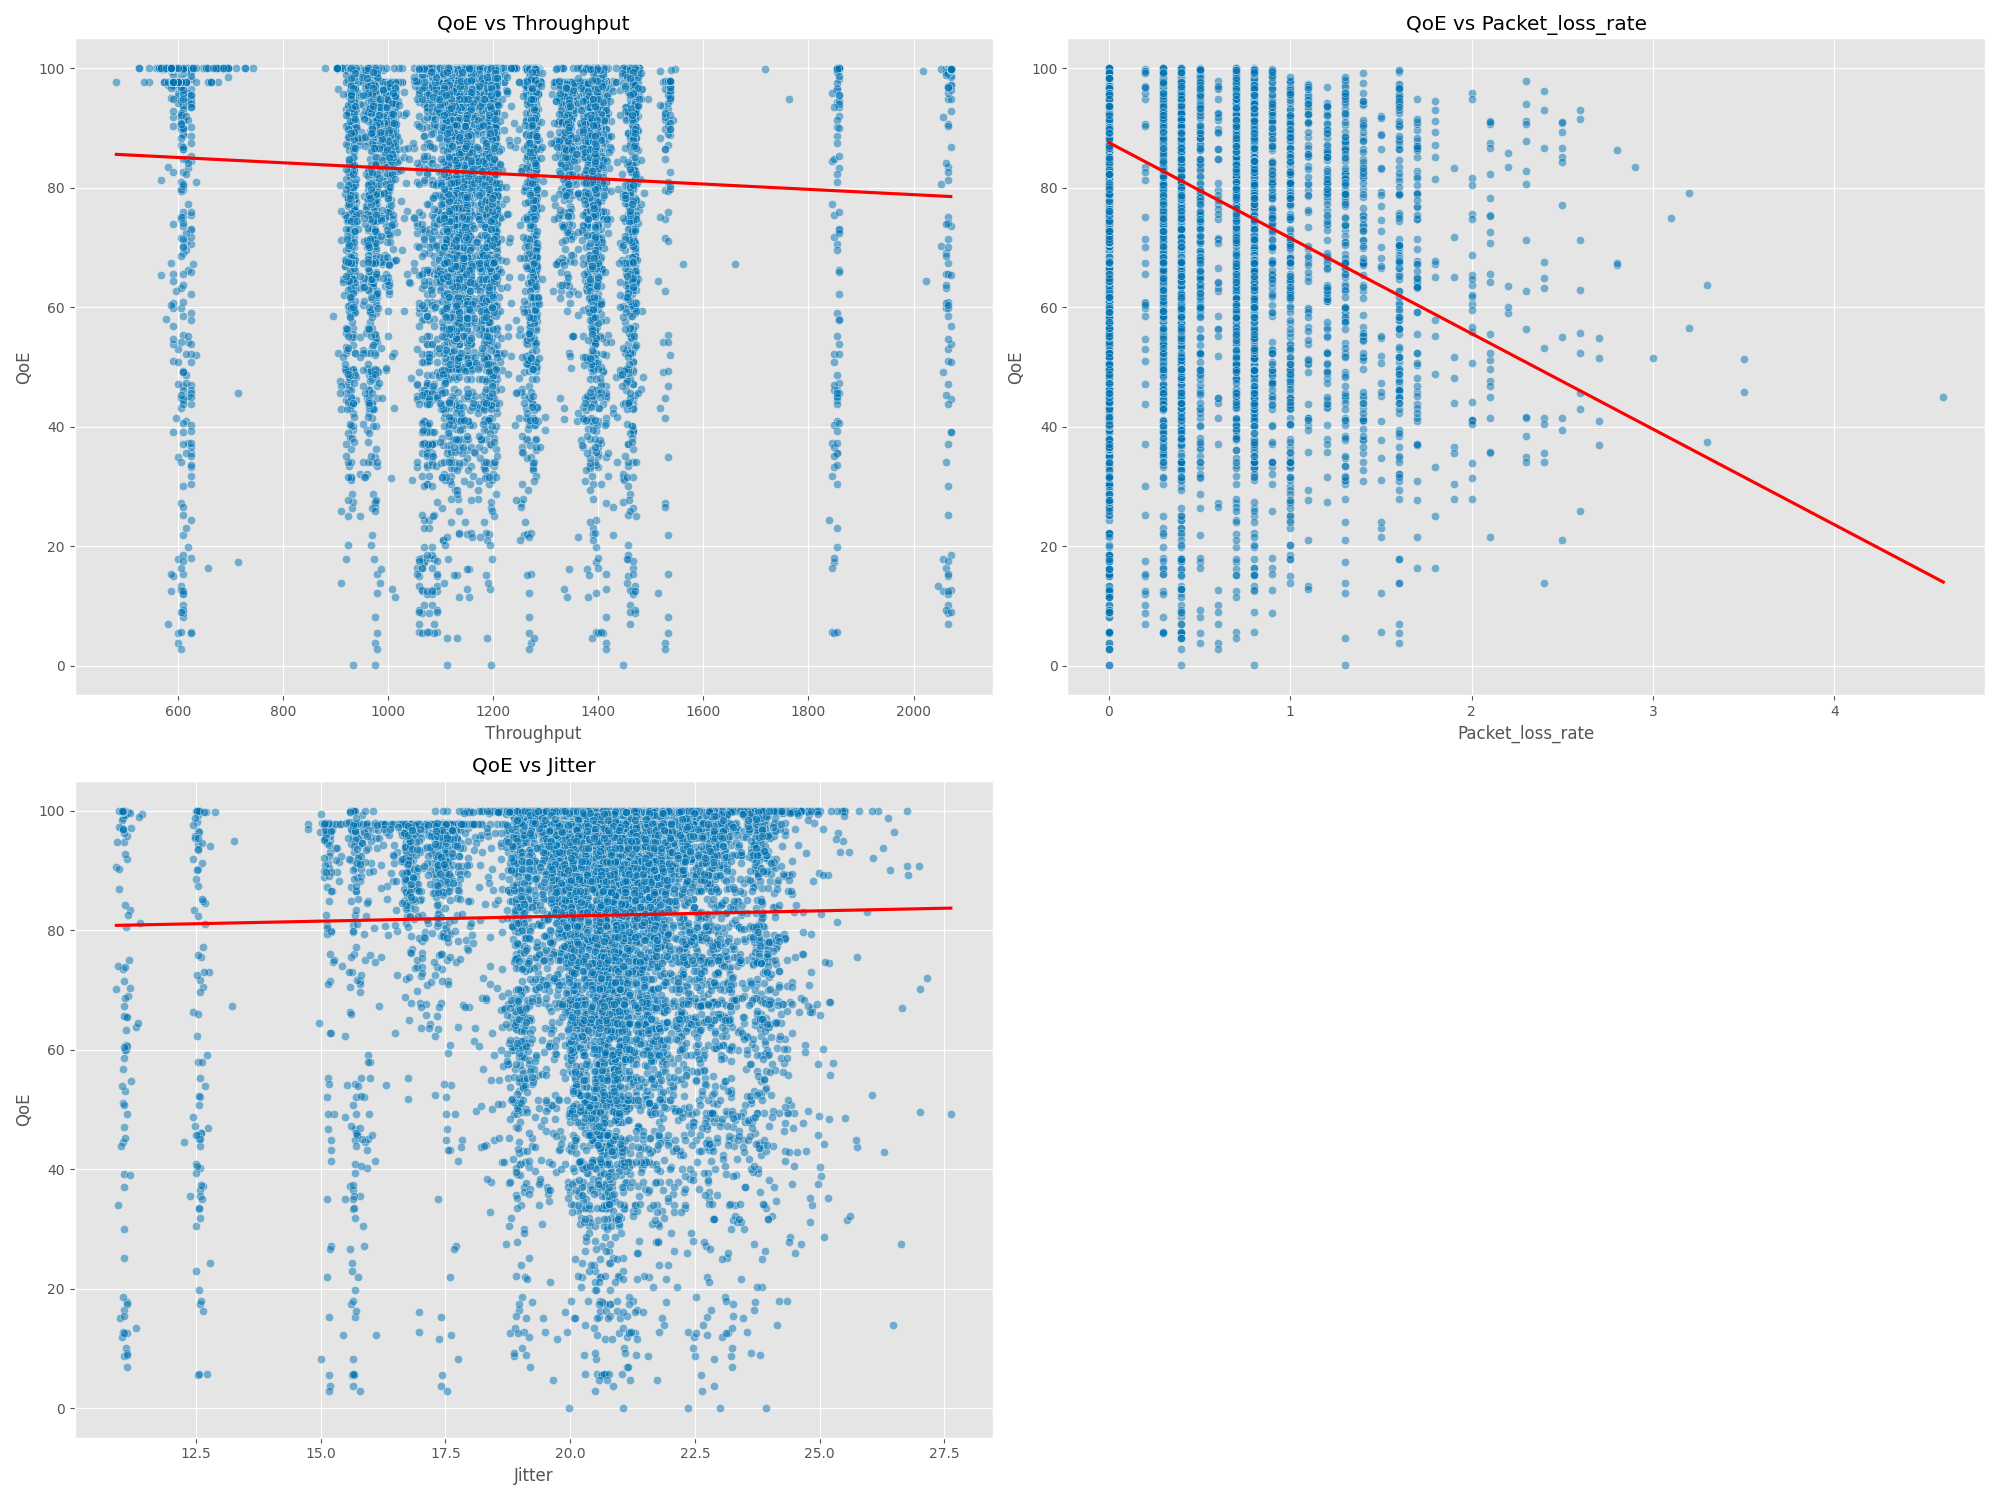 QoE vs Throughput
QoE
100
80
60
40
20
0
600 800 1000 1200 1400 1600 1800 2000
Throughput
QoE vs Packet_loss_rate
QoE
100
80
60
40
20
0
0 1 2 3 4
Packet_loss_rate
QoE vs Jitter
QoE
100
80
60
40
20
0
12.5 15.0 17.5 20.0 22.5 25.0 27.5
Jitter